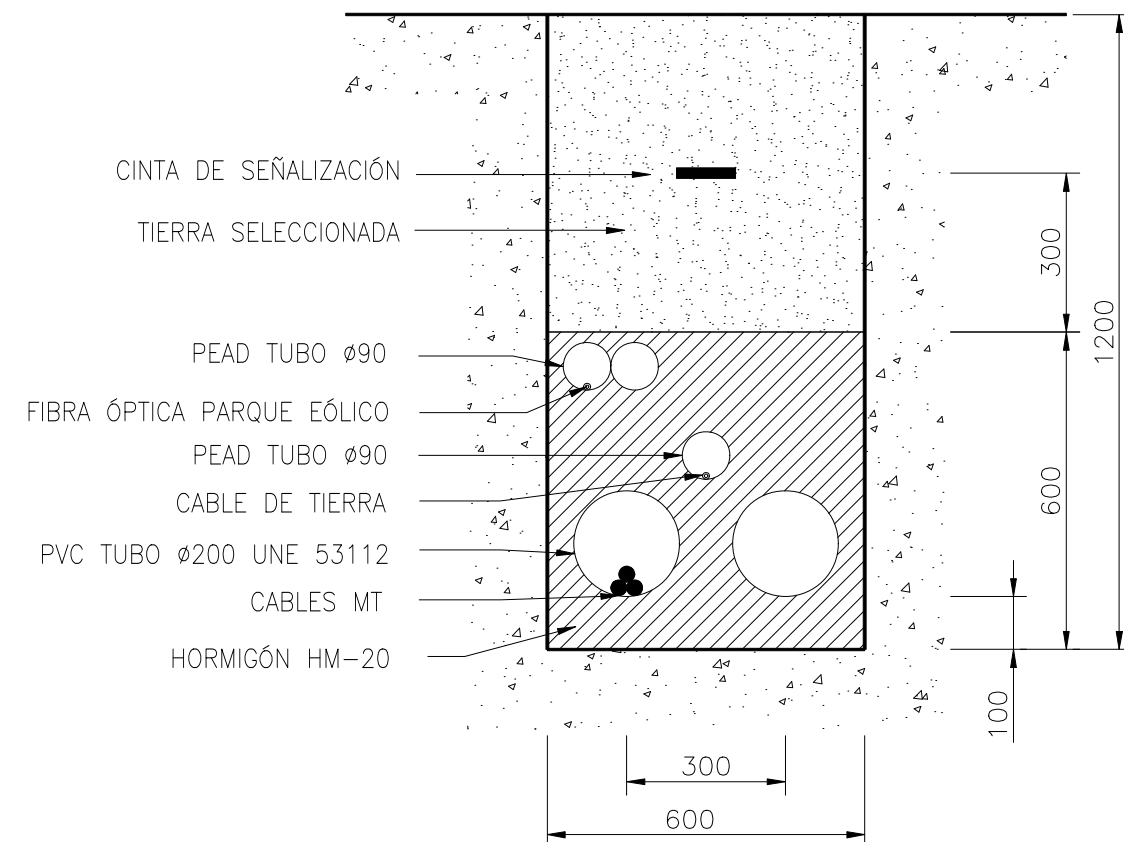 CINTA DE SEÑALIZACIÓN
TIERRA SELECCIONADA
PEAD TUBO ø90
FIBRA ÓPTICA PARQUE EÓLICO
PEAD TUBO ø90
CABLE DE TIERRA
PVC TUBO ø200 UNE 53112
CABLES MT
HORMIGÓN HM-20
300
1200
600
100
300
600